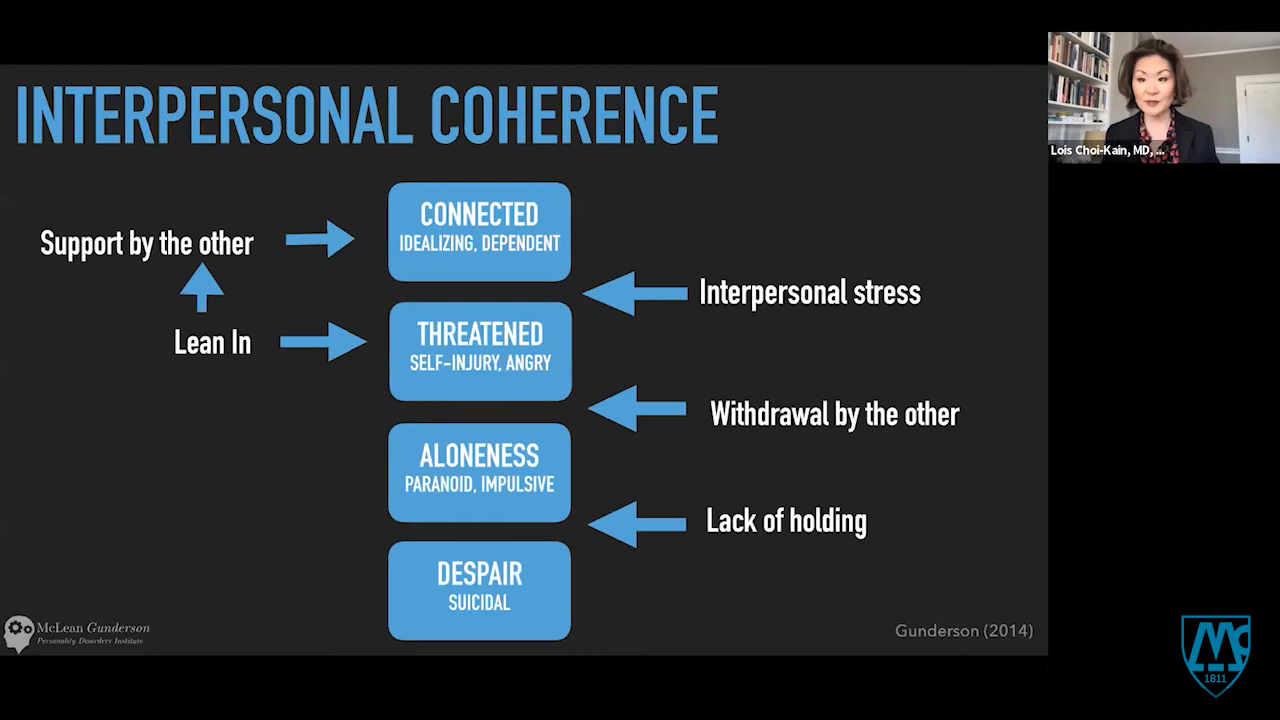 INTERPERSONAL COHERENCE
CONNECTED
IDEALIZING, DEPENDENT
Support by the other
Interpersonal stress
THREATENED
SELF-INJURY, ANGRY
Lean In
Withdrawal by the other
ALONENESS
PARANOID, IMPULSIVE
Lack of holding
DESPAIR
SUICIDAL
McLean Gunderson
Personality Disorders Institute
Gunderson (2014)
Lois Choi-Kain, MD, ...
Mc
1811